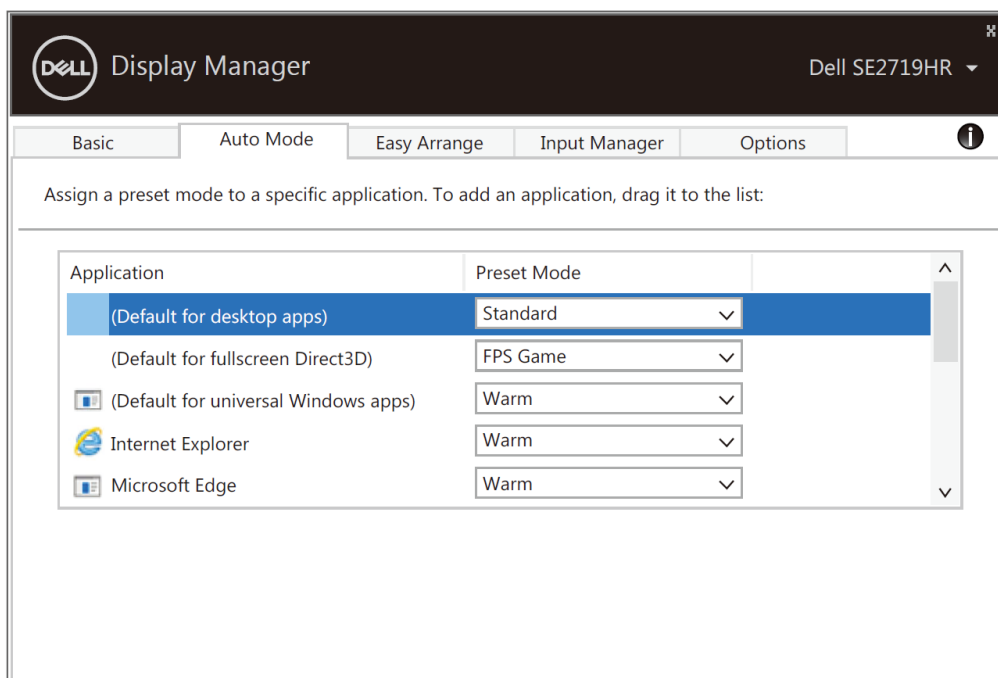 DELL Display Manager
Dell SE2719HR
Basic Auto Mode Easy Arrange Input Manager Options
Assign a preset mode to a specific application. To add an application, drag it to the list:
Application Preset Mode
(Default for desktop apps) Standard
(Default for fullscreen Direct3D) FPS Game
(Default for universal Windows apps) Warm
Internet Explorer Warm
Microsoft Edge Warm